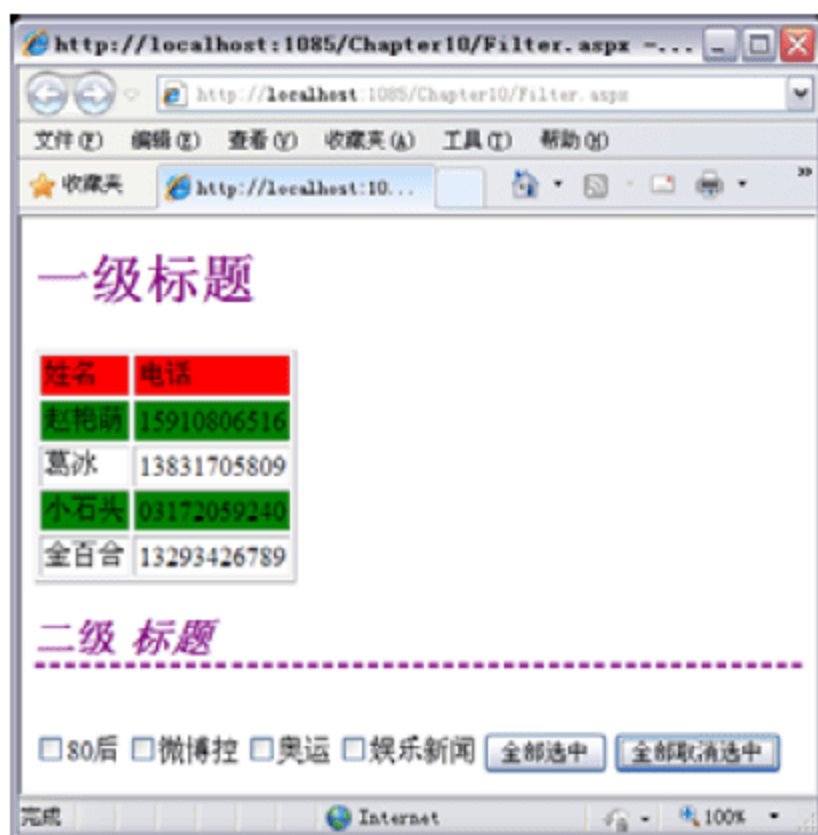 http://localhost:1085/Chapter10/Filter.aspx -...
http://localhost:1085/Chapter10/Filter.aspx
文件(F) 编辑(E) 查看(V) 收藏夹(A) 工具(T) 帮助(H)
收藏夹 http://localhost:10... »
一级标题
姓名 电话
赵艳萌 15910806516
葛冰 13831705809
小石头 03172059240
金百合 13293426789
二级 标题
80后 微博控 奥运 娱乐新闻 全部选中 全部取消选中
完成 Internet 100%